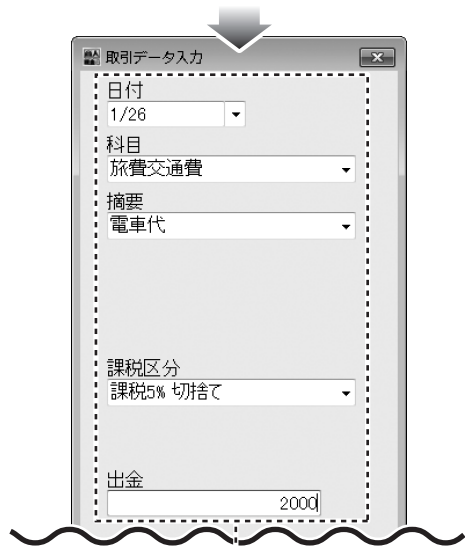 取引データ入力
日付
1/26
科目
旅費交通費
摘要
電車代
課税区分
課税5% 切捨て
出金
2000